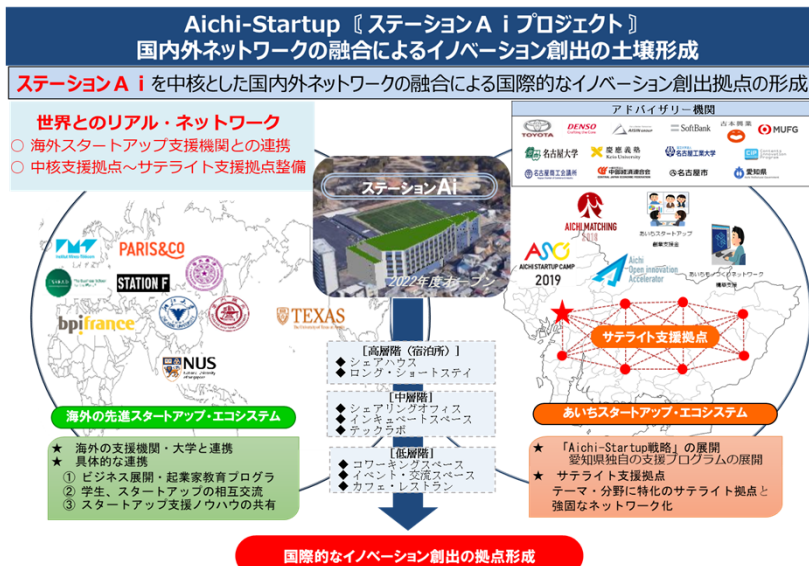 Aichi-Startup〖ステーションAiプロジェクト〗
国内外ネットワークの融合によるイノベーション創出の土壌形成
ステーションAiを中核とした国内外ネットワークの融合による国際的なイノベーション創出拠点の形成
世界とのリアル・ネットワーク
○ 海外スタートアップ支援機関との連携
○ 中核支援拠点～サテライト支援拠点整備
アドバイザリー機関
TOYOTA
DENSO
SoftBank
MUFG
名古屋大学
慶應義塾
Keio University
名古屋工業大学
名古屋商工会議所
中部経済連合会
名古屋市
愛知県
ステーションAi
2022年度オープン
PARIS&CO
STATION F
bpifrance
TEXAS
NUS
AICHI MATCHING
AICHI STARTUP CAMP
2019
あいちスタートアップ
創業支援金
Aichi
Open innovation
Accelerator
サテライト支援拠点
海外の先進スタートアップ・エコシステム
★ 海外の支援機関・大学と連携
★ 具体的な連携
① ビジネス展開・起業家教育プログラ
② 学生、スタートアップの相互交流
③ スタートアップ支援ノウハウの共有
[高層階（宿泊所）]
◆ シェアハウス
◆ ロング・ショートステイ
[中層階]
◆ シェアリングオフィス
◆ インキュベートスペース
◆ テックラボ
[低層階]
◆ コワーキングスペース
◆ イベント・交流スペース
◆ カフェ・レストラン
あいちスタートアップ・エコシステム
★ 「Aichi-Startup戦略」の展開
愛知県独自の支援プログラムの展開
★ サテライト支援拠点
テーマ・分野に特化のサテライト拠点と
強固なネットワーク化
国際的なイノベーション創出の拠点形成